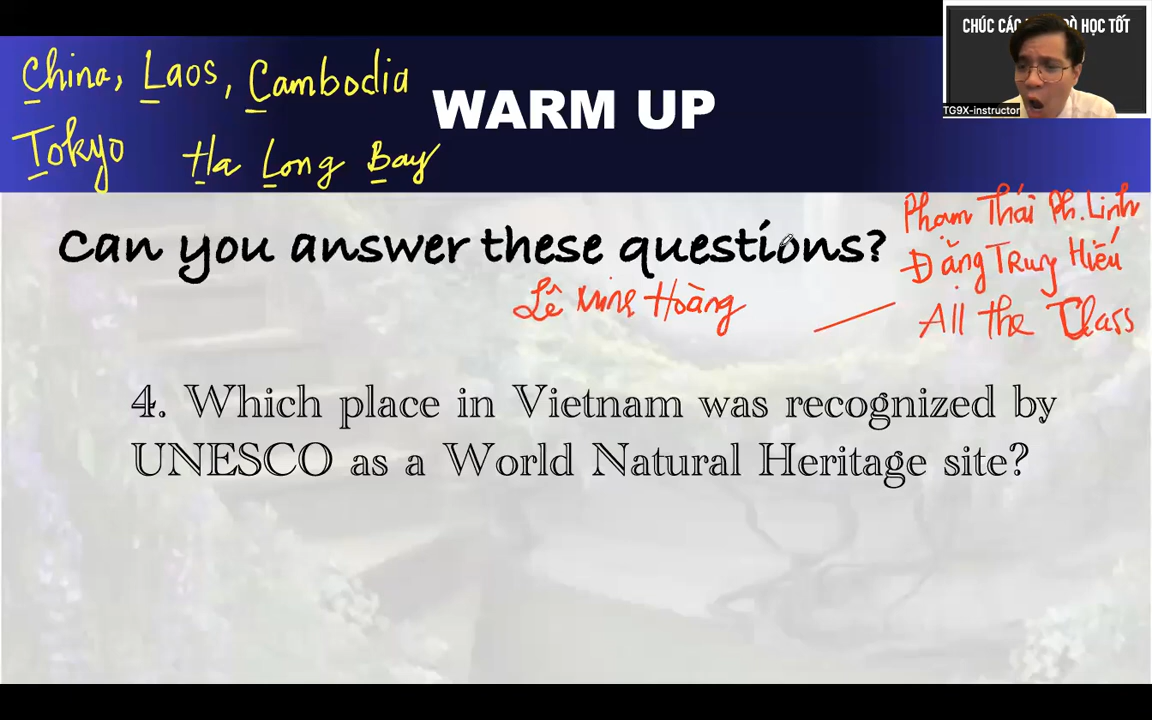 CHÚC CÁC HỌC TỐT
TG9X-instructor
China, Laos, Cambodia
Tokyo Ha Long Bay
WARM UP
Can you answer these questions?
Phạm Thái Ph. Linh
Đặng Trung Hiếu
All the Class
Lê Minh Hoàng
4. Which place in Vietnam was recognized by
UNESCO as a World Natural Heritage site?